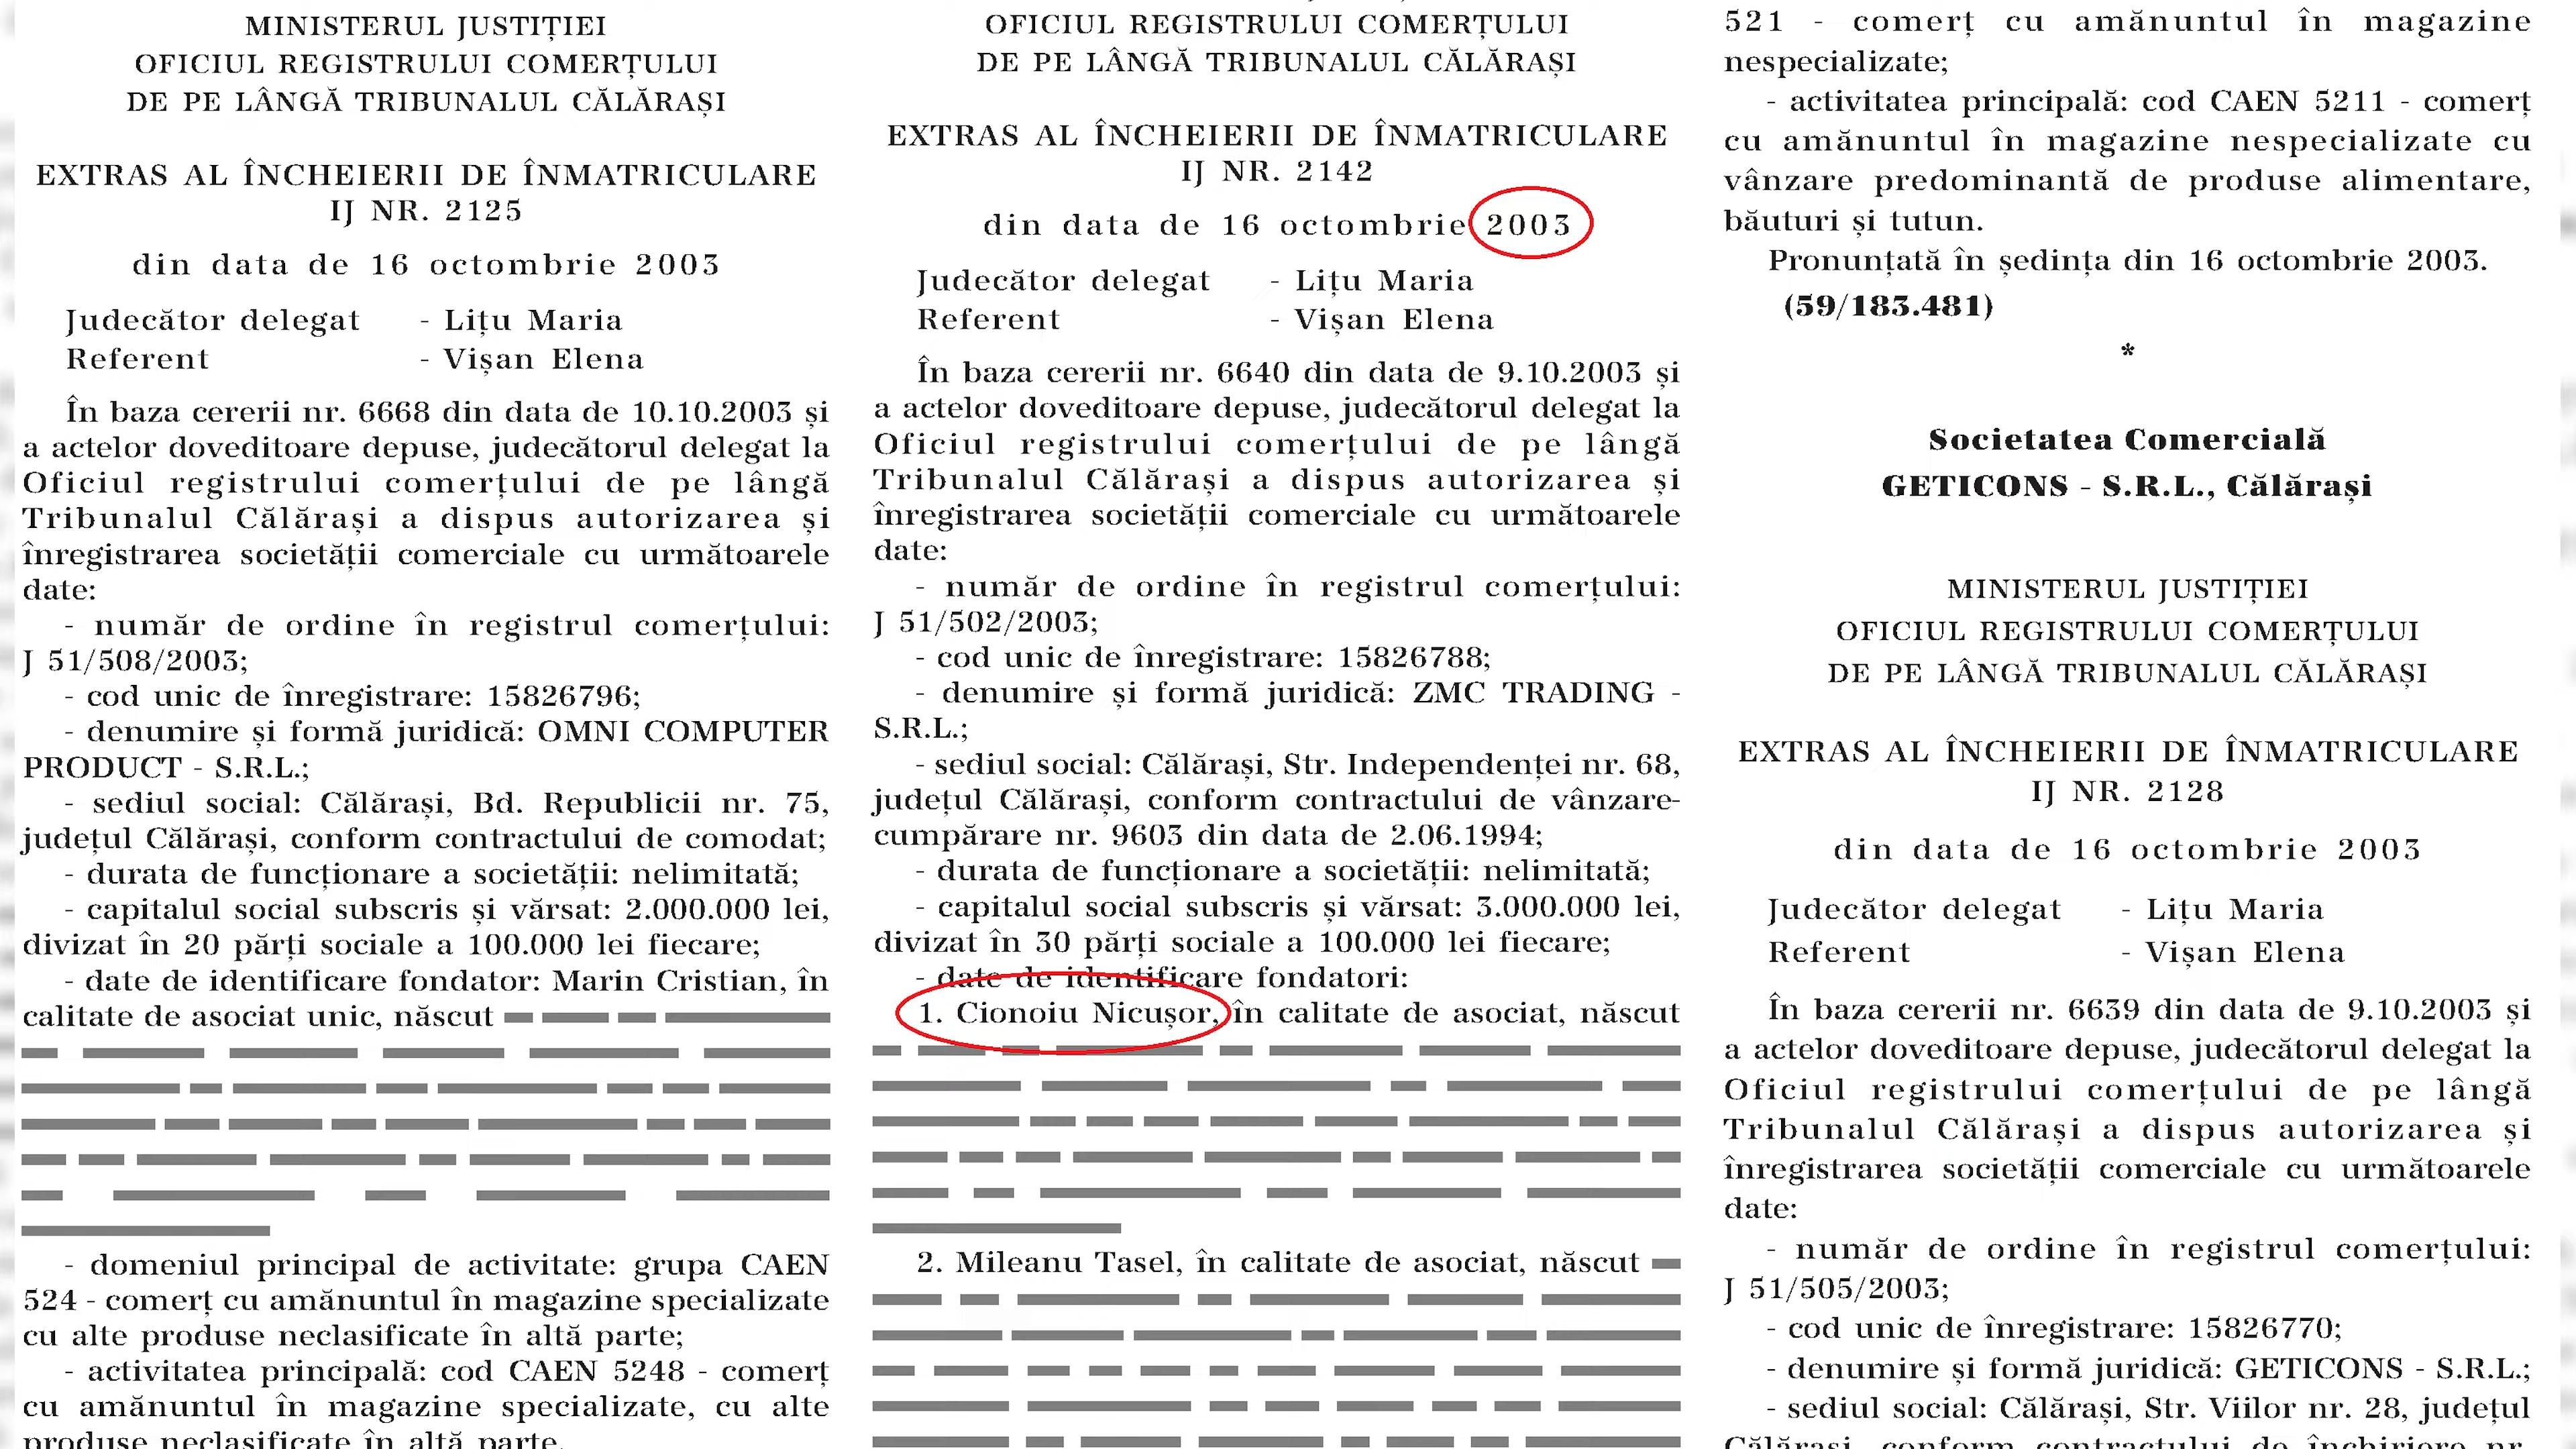 MINISTERUL JUSTIȚIEI
OFICIUL REGISTRULUI COMERȚULUI
DE PE LÂNGĂ TRIBUNALUL CĂLĂRAȘI
EXTRAS AL ÎNCHEIERII DE ÎNMATRICULARE
IJ NR. 2125
din data de 16 octombrie 2003
Judecător delegat - Lițu Maria
Referent - Vișan Elena
În baza cererii nr. 6668 din data de 10.10.2003 și
a actelor doveditoare depuse, judecătorul delegat la
Oficiul registrului comerțului de pe lângă
Tribunalul Călărași a dispus autorizarea și
înregistrarea societății comerciale cu următoarele
date:
- număr de ordine în registrul comerțului:
J 51/508/2003;
- cod unic de înregistrare: 15826796;
- denumire și formă juridică: OMNI COMPUTER
PRODUCT - S.R.L.;
- sediul social: Călărași, Bd. Republicii nr. 75,
județul Călărași, conform contractului de comodat;
- durata de funcționare a societății: nelimitată;
- capitalul social subscris și vărsat: 2.000.000 lei,
divizat în 20 părți sociale a 100.000 lei fiecare;
- date de identificare fondator: Marin Cristian, în
calitate de asociat unic, născut
- domeniul principal de activitate: grupa CAEN
524 - comerț cu amănuntul în magazine specializate
cu alte produse neclasificate în altă parte;
- activitatea principală: cod CAEN 5248 - comerț
cu amănuntul în magazine specializate, cu alte
produse neclasificate în altă parte.
OFICIUL REGISTRULUI COMERȚULUI
DE PE LÂNGĂ TRIBUNALUL CĂLĂRAȘI
EXTRAS AL ÎNCHEIERII DE ÎNMATRICULARE
IJ NR. 2142
din data de 16 octombrie 2003
Judecător delegat - Lițu Maria
Referent - Vișan Elena
În baza cererii nr. 6640 din data de 9.10.2003 și
a actelor doveditoare depuse, judecătorul delegat la
Oficiul registrului comerțului de pe lângă
Tribunalul Călărași a dispus autorizarea și
înregistrarea societății comerciale cu următoarele
date:
- număr de ordine în registrul comerțului:
J 51/502/2003;
- cod unic de înregistrare: 15826788;
- denumire și formă juridică: ZMC TRADING -
S.R.L.;
- sediul social: Călărași, Str. Independenței nr. 68,
județul Călărași, conform contractului de vânzare-
cumpărare nr. 9603 din data de 2.06.1994;
- durata de funcționare a societății: nelimitată;
- capitalul social subscris și vărsat: 3.000.000 lei,
divizat în 30 părți sociale a 100.000 lei fiecare;
- date de identificare fondatori:
1. Cionoiu Nicușor, în calitate de asociat, născut
2. Mileanu Tasel, în calitate de asociat, născut
521 - comerț cu amănuntul în magazine
nespecializate;
- activitatea principală: cod CAEN 5211 - comerț
cu amănuntul în magazine nespecializate cu
vânzare predominantă de produse alimentare,
băuturi și tutun.
Pronunțată în ședința din 16 octombrie 2003.
(59/183.481)
*
Societatea Comercială
GETICONS - S.R.L., Călărași
MINISTERUL JUSTIȚIEI
OFICIUL REGISTRULUI COMERȚULUI
DE PE LÂNGĂ TRIBUNALUL CĂLĂRAȘI
EXTRAS AL ÎNCHEIERII DE ÎNMATRICULARE
IJ NR. 2128
din data de 16 octombrie 2003
Judecător delegat - Lițu Maria
Referent - Vișan Elena
În baza cererii nr. 6639 din data de 9.10.2003 și
a actelor doveditoare depuse, judecătorul delegat la
Oficiul registrului comerțului de pe lângă
Tribunalul Călărași a dispus autorizarea și
înregistrarea societății comerciale cu următoarele
date:
- număr de ordine în registrul comerțului:
J 51/505/2003;
- cod unic de înregistrare: 15826770;
- denumire și formă juridică: GETICONS - S.R.L.;
- sediul social: Călărași, Str. Viilor nr. 28, județul
Călărași, conform contractului de închiriere nr.